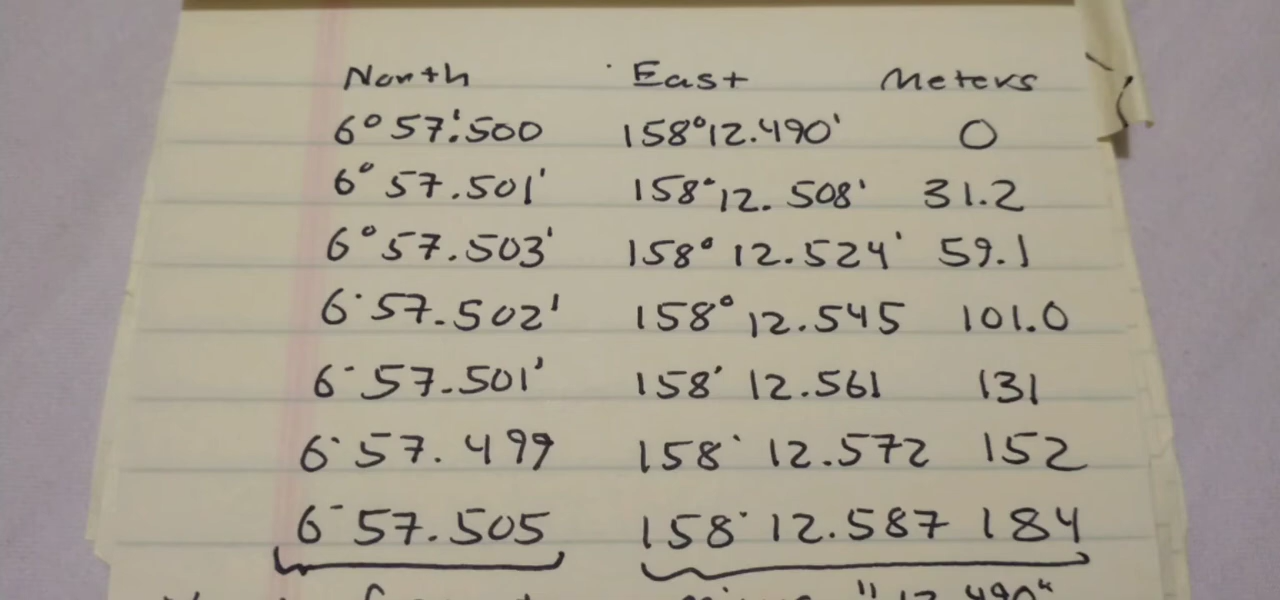 North East Meters
6° 57.'500 158°12.490' 0
6° 57.501' 158°12.508' 31.2
6° 57.503' 158° 12.524' 59.1
6° 57.502' 158° 12.545 101.0
6° 57.501' 158° 12.561 131
6° 57.499 158° 12.572 152
6° 57.505 158° 12.587 184
"12.490"